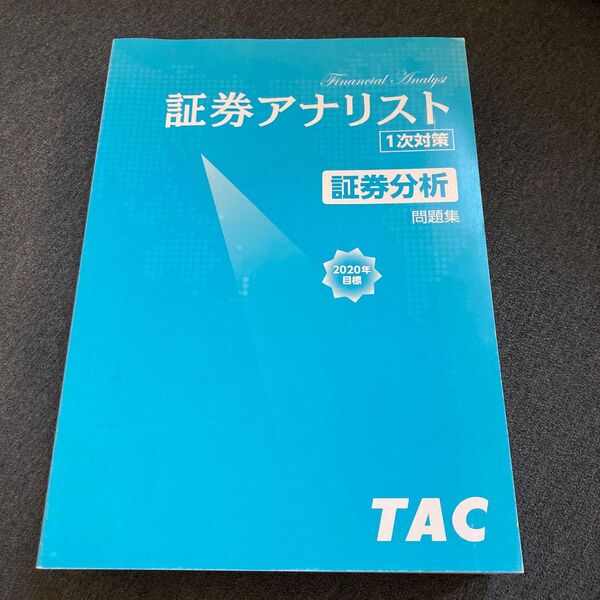 Financial Analyst
証券アナリスト
1次対策
証券分析
問題集
2020年
目標
TAC